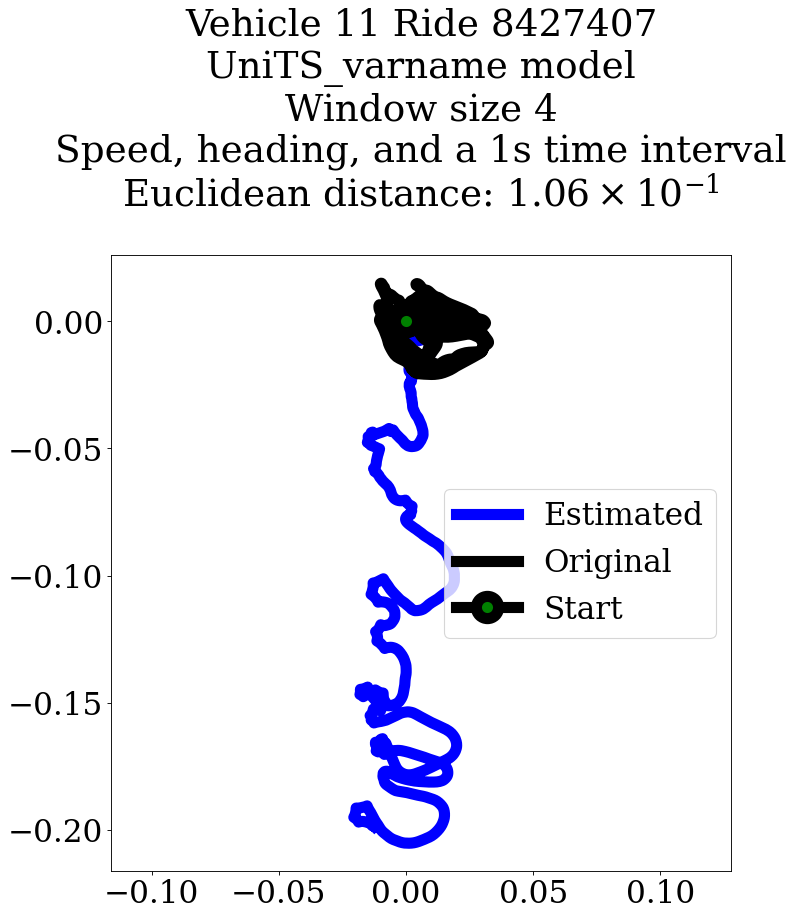 Vehicle 11 Ride 8427407
UniTS_varname model
Window size 4
Speed, heading, and a 1s time interval
Euclidean distance: 1.06 × 10⁻¹
0.00
−0.05
−0.10
−0.15
−0.20
Estimated
Original
Start
−0.10 −0.05 0.00 0.05 0.10